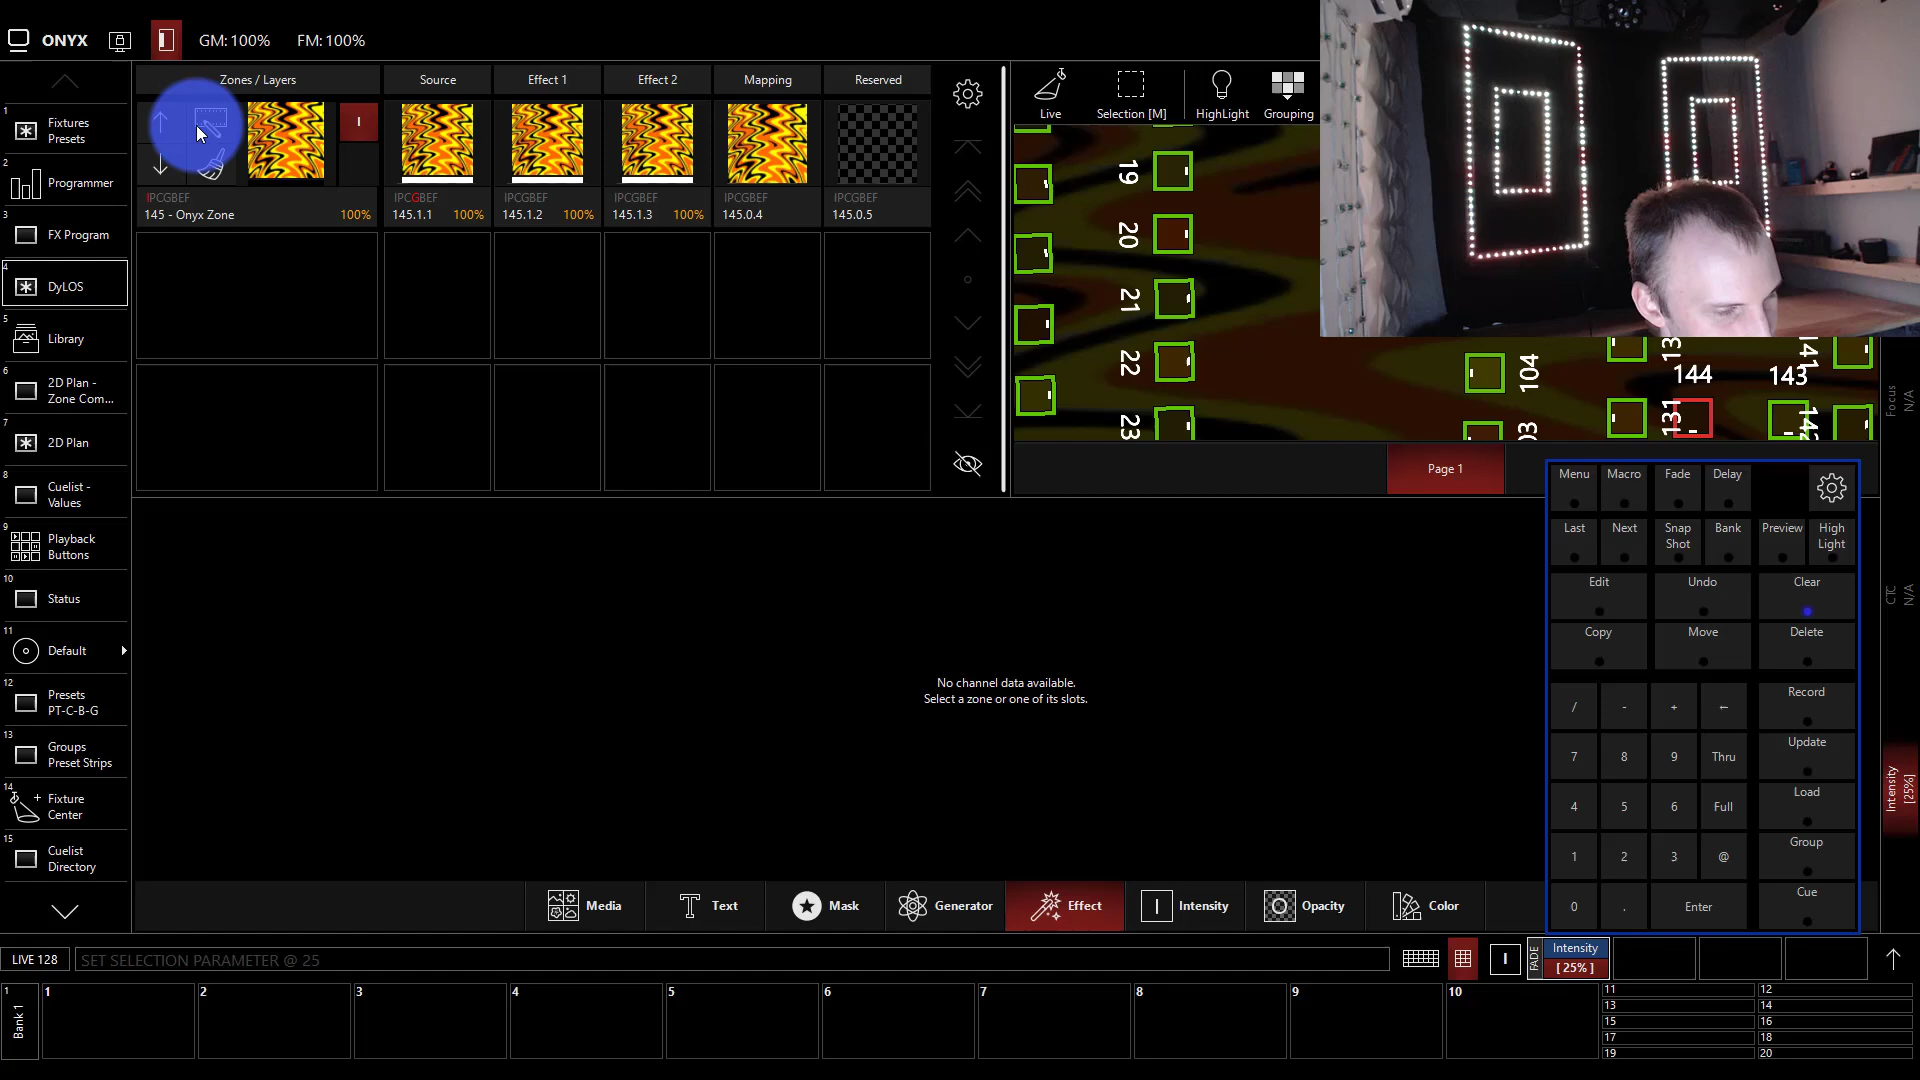 ONYX
GM: 100%
FM: 100%
1
Fixtures
Presets
2
Programmer
3
FX Program
4
DyLOS
5
Library
6
2D Plan -
Zone Com...
7
2D Plan
8
Cuelist -
Values
9
Playback
Buttons
10
Status
11
Default
12
Presets
PT-C-B-G
13
Groups
Preset Strips
14
Fixture
Center
15
Cuelist
Directory
Zones / Layers
Source
Effect 1
Effect 2
Mapping
Reserved
I
IPCGBEF
145 - Onyx Zone
100%
IPCGBEF
145.1.1
100%
IPCGBEF
145.1.2
100%
IPCGBEF
145.1.3
100%
IPCGBEF
145.0.4
IPCGBEF
145.0.5
Live
Selection [M]
HighLight
Grouping
19
20
21
22
23
104
131
144
143
Page 1
Focus
N/A
CTC
N/A
Intensity
[25%]
No channel data available.
Select a zone or one of its slots.
Menu
Macro
Fade
Delay
Last
Next
Snap
Shot
Bank
Preview
High
Light
Edit
Undo
Clear
Copy
Move
Delete
/
-
+
←
Record
7
8
9
Thru
Update
4
5
6
Full
Load
1
2
3
@
Group
0
.
Enter
Cue
Media
Text
Mask
Generator
Effect
Intensity
Opacity
Color
LIVE 128
SET SELECTION PARAMETER @ 25
I
FADE
Intensity
[ 25% ]
1
Bank 1
1
2
3
4
5
6
7
8
9
10
11
12
13
14
15
16
17
18
19
20